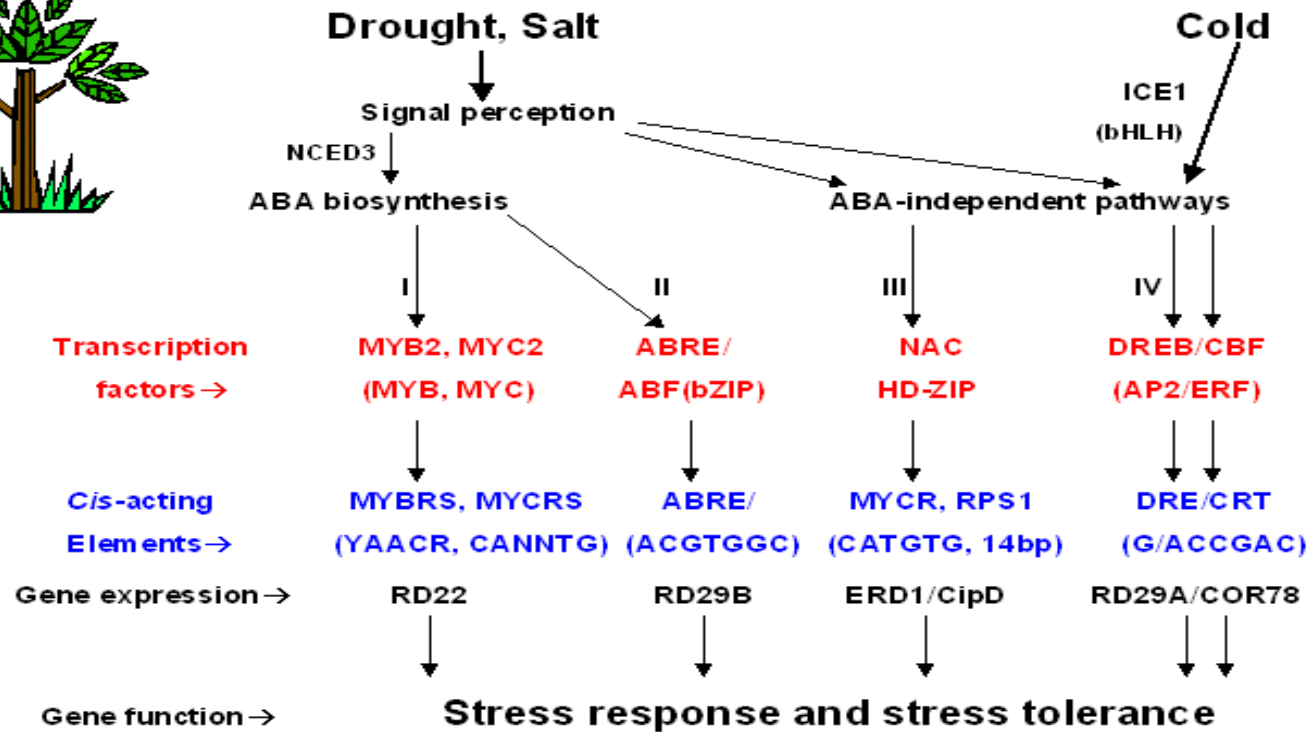 Drought, Salt Cold
Signal perception ICE1
(bHLH)
NCED3
ABA biosynthesis ABA-independent pathways
I II III IV
Transcription MYB2, MYC2 ABRE/ NAC DREB/CBF
factors→ (MYB, MYC) ABF(bZIP) HD-ZIP (AP2/ERF)
Cis-acting MYBRS, MYCRS ABRE/ MYCR, RPS1 DRE/CRT
Elements→ (YAACR, CANNTG) (ACGTGGC) (CATGTG, 14bp) (G/ACCGAC)
Gene expression→ RD22 RD29B ERD1/CipD RD29A/COR78
Gene function→ Stress response and stress tolerance